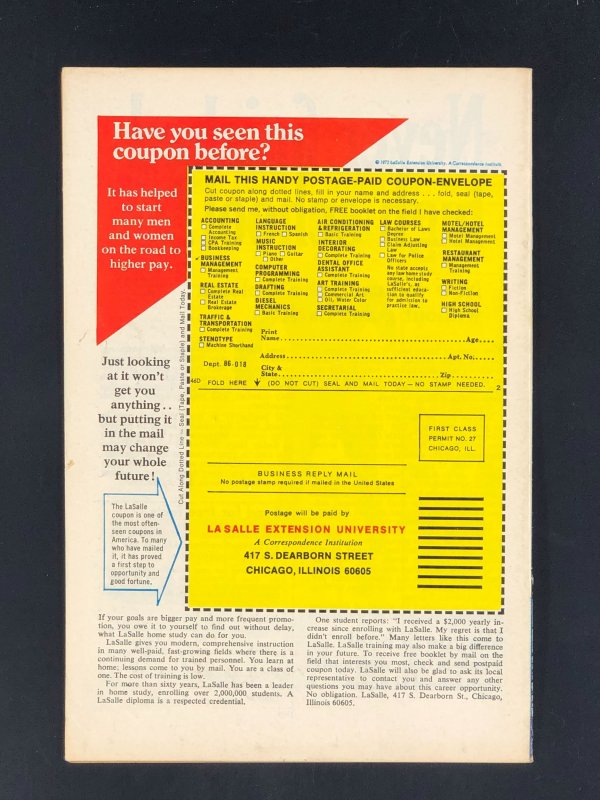 Have you seen this
coupon before?
© 1973 LaSalle Extension University. A Correspondence Institution
It has helped
to start
many men
and women
on the road to
higher pay.
Just looking
at it won't
get you
anything . .
but putting it
in the mail
may change
your whole
future!
The LaSalle
coupon is one of
the most often-
seen coupons in
America. To many
who have mailed
it, it has proved
a first step to
opportunity and
good fortune.
Cut Along Dotted Line — Seal (Tape, Paste or Staple) and Mail Today.
MAIL THIS HANDY POSTAGE-PAID COUPON-ENVELOPE
Cut coupon along dotted lines, fill in your name and address . . . fold, seal (tape,
paste or staple) and mail. No stamp or envelope is necessary.
Please send me, without obligation, FREE booklet on the field I have checked:
ACCOUNTING
Complete
Accounting
Income Tax
CPA Training
Bookkeeping
BUSINESS
MANAGEMENT
Management
Training
REAL ESTATE
Complete Real
Estate
Real Estate
Brokerage
TRAFFIC &
TRANSPORTATION
Complete Training
STENOTYPE
Machine Shorthand
LANGUAGE
INSTRUCTION
French Spanish
MUSIC
INSTRUCTION
Piano Guitar
Other
COMPUTER
PROGRAMMING
Complete Training
DRAFTING
Complete Training
DIESEL
MECHANICS
Basic Training
AIR CONDITIONING
& REFRIGERATION
Basic Training
INTERIOR
DECORATING
Complete Training
DENTAL OFFICE
ASSISTANT
Complete Training
ART TRAINING
Complete Training
Commercial Art
Oil, Water Color
SECRETARIAL
Complete Training
LAW COURSES
Bachelor of Laws
Degree
Business Law
Claim Adjusting
Law
Law for Police
Officers
No state accepts
any law home study
course, including
LaSalle's, as
sufficient educa-
tion to qualify
for admission to
practice law.
MOTEL/HOTEL
MANAGEMENT
Motel Management
Hotel Management
RESTAURANT
MANAGEMENT
Management
Training
WRITING
Fiction
Non-Fiction
HIGH SCHOOL
High School
Diploma
Print
Name Age
Address Apt. No.
City &
State Zip
Dept. 86-018
46D FOLD HERE (DO NOT CUT) SEAL AND MAIL TODAY — NO STAMP NEEDED. 2
FIRST CLASS
PERMIT NO. 27
CHICAGO, ILL.
BUSINESS REPLY MAIL
No postage stamp required if mailed in the United States
Postage will be paid by
LA SALLE EXTENSION UNIVERSITY
A Correspondence Institution
417 S. DEARBORN STREET
CHICAGO, ILLINOIS 60605
If your goals are bigger pay and more frequent promo-
tion, you owe it to yourself to find out without delay,
what LaSalle home study can do for you.
LaSalle gives you modern, comprehensive instruction
in many well-paid, fast-growing fields where there is a
continuing demand for trained personnel. You learn at
home; lessons come to you by mail. You are a class of
one. The cost of training is low.
For more than sixty years, LaSalle has been a leader
in home study, enrolling over 2,000,000 students. A
LaSalle diploma is a respected credential.
One student reports: "I received a $2,000 yearly in-
crease since enrolling with LaSalle. My regret is that I
didn't enroll before." Many letters like this come to
LaSalle. LaSalle training may also make a big difference
in your future. To receive free booklet by mail on the
field that interests you most, check and send postpaid
coupon today. LaSalle will also be glad to ask its local
representative to contact you and answer any other
questions you may have about this career opportunity.
No obligation. LaSalle, 417 S. Dearborn St., Chicago,
Illinois 60605.